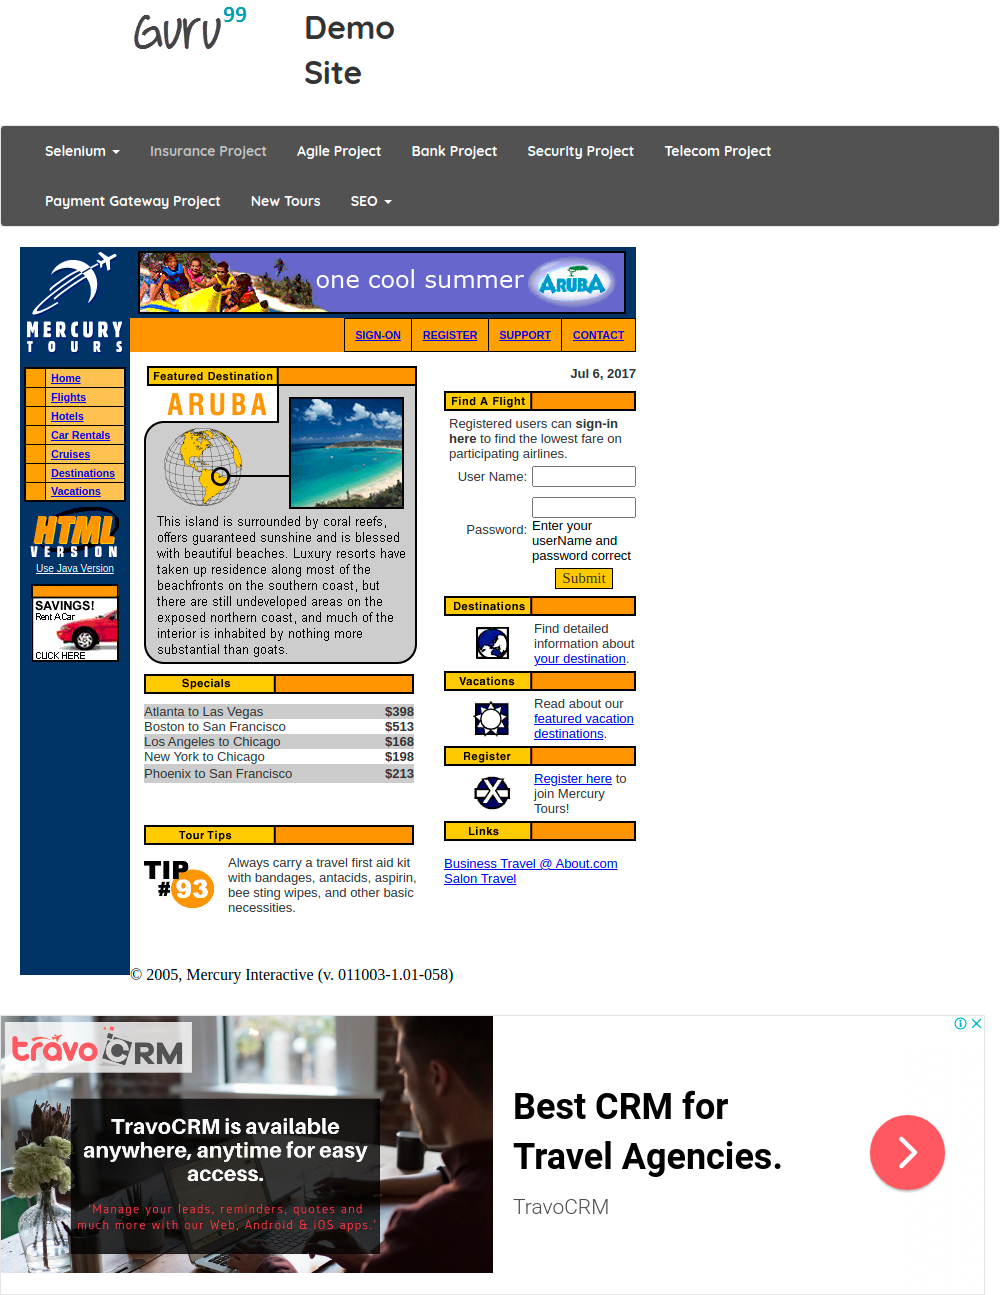 Guru 99
Demo
Site
Selenium
Insurance Project
Agile Project
Bank Project
Security Project
Telecom Project
Payment Gateway Project
New Tours
SEO
MERCURY
TOURS
one cool summer
ARUBA
SIGN-ON
REGISTER
SUPPORT
CONTACT
Home
Flights
Hotels
Car Rentals
Cruises
Destinations
Vacations
HTML
VERSION
Use Java Version
SAVINGS!
Rent A Car
CLICK HERE
Featured Destination
ARUBA
This island is surrounded by coral reefs,
offers guaranteed sunshine and is blessed
with beautiful beaches. Luxury resorts have
taken up residence along most of the
beachfronts on the southern coast, but
there are still undeveloped areas on the
exposed northern coast, and much of the
interior is inhabited by nothing more
substantial than goats.
Specials
Atlanta to Las Vegas $398
Boston to San Francisco $513
Los Angeles to Chicago $168
New York to Chicago $198
Phoenix to San Francisco $213
Tour Tips
TIP
#93
Always carry a travel first aid kit
with bandages, antacids, aspirin,
bee sting wipes, and other basic
necessities.
Jul 6, 2017
Find A Flight
Registered users can sign-in
here to find the lowest fare on
participating airlines.
User Name:
Password:
Enter your
userName and
password correct
Submit
Destinations
Find detailed
information about
your destination.
Vacations
Read about our
featured vacation
destinations.
Register
Register here to
join Mercury
Tours!
Links
Business Travel @ About.com
Salon Travel
© 2005, Mercury Interactive (v. 011003-1.01-058)
travo CRM
TravoCRM is available
anywhere, anytime for easy
access.
'Manage your leads, reminders, quotes and
much more with our Web, Android & iOS apps.'
Best CRM for
Travel Agencies.
TravoCRM